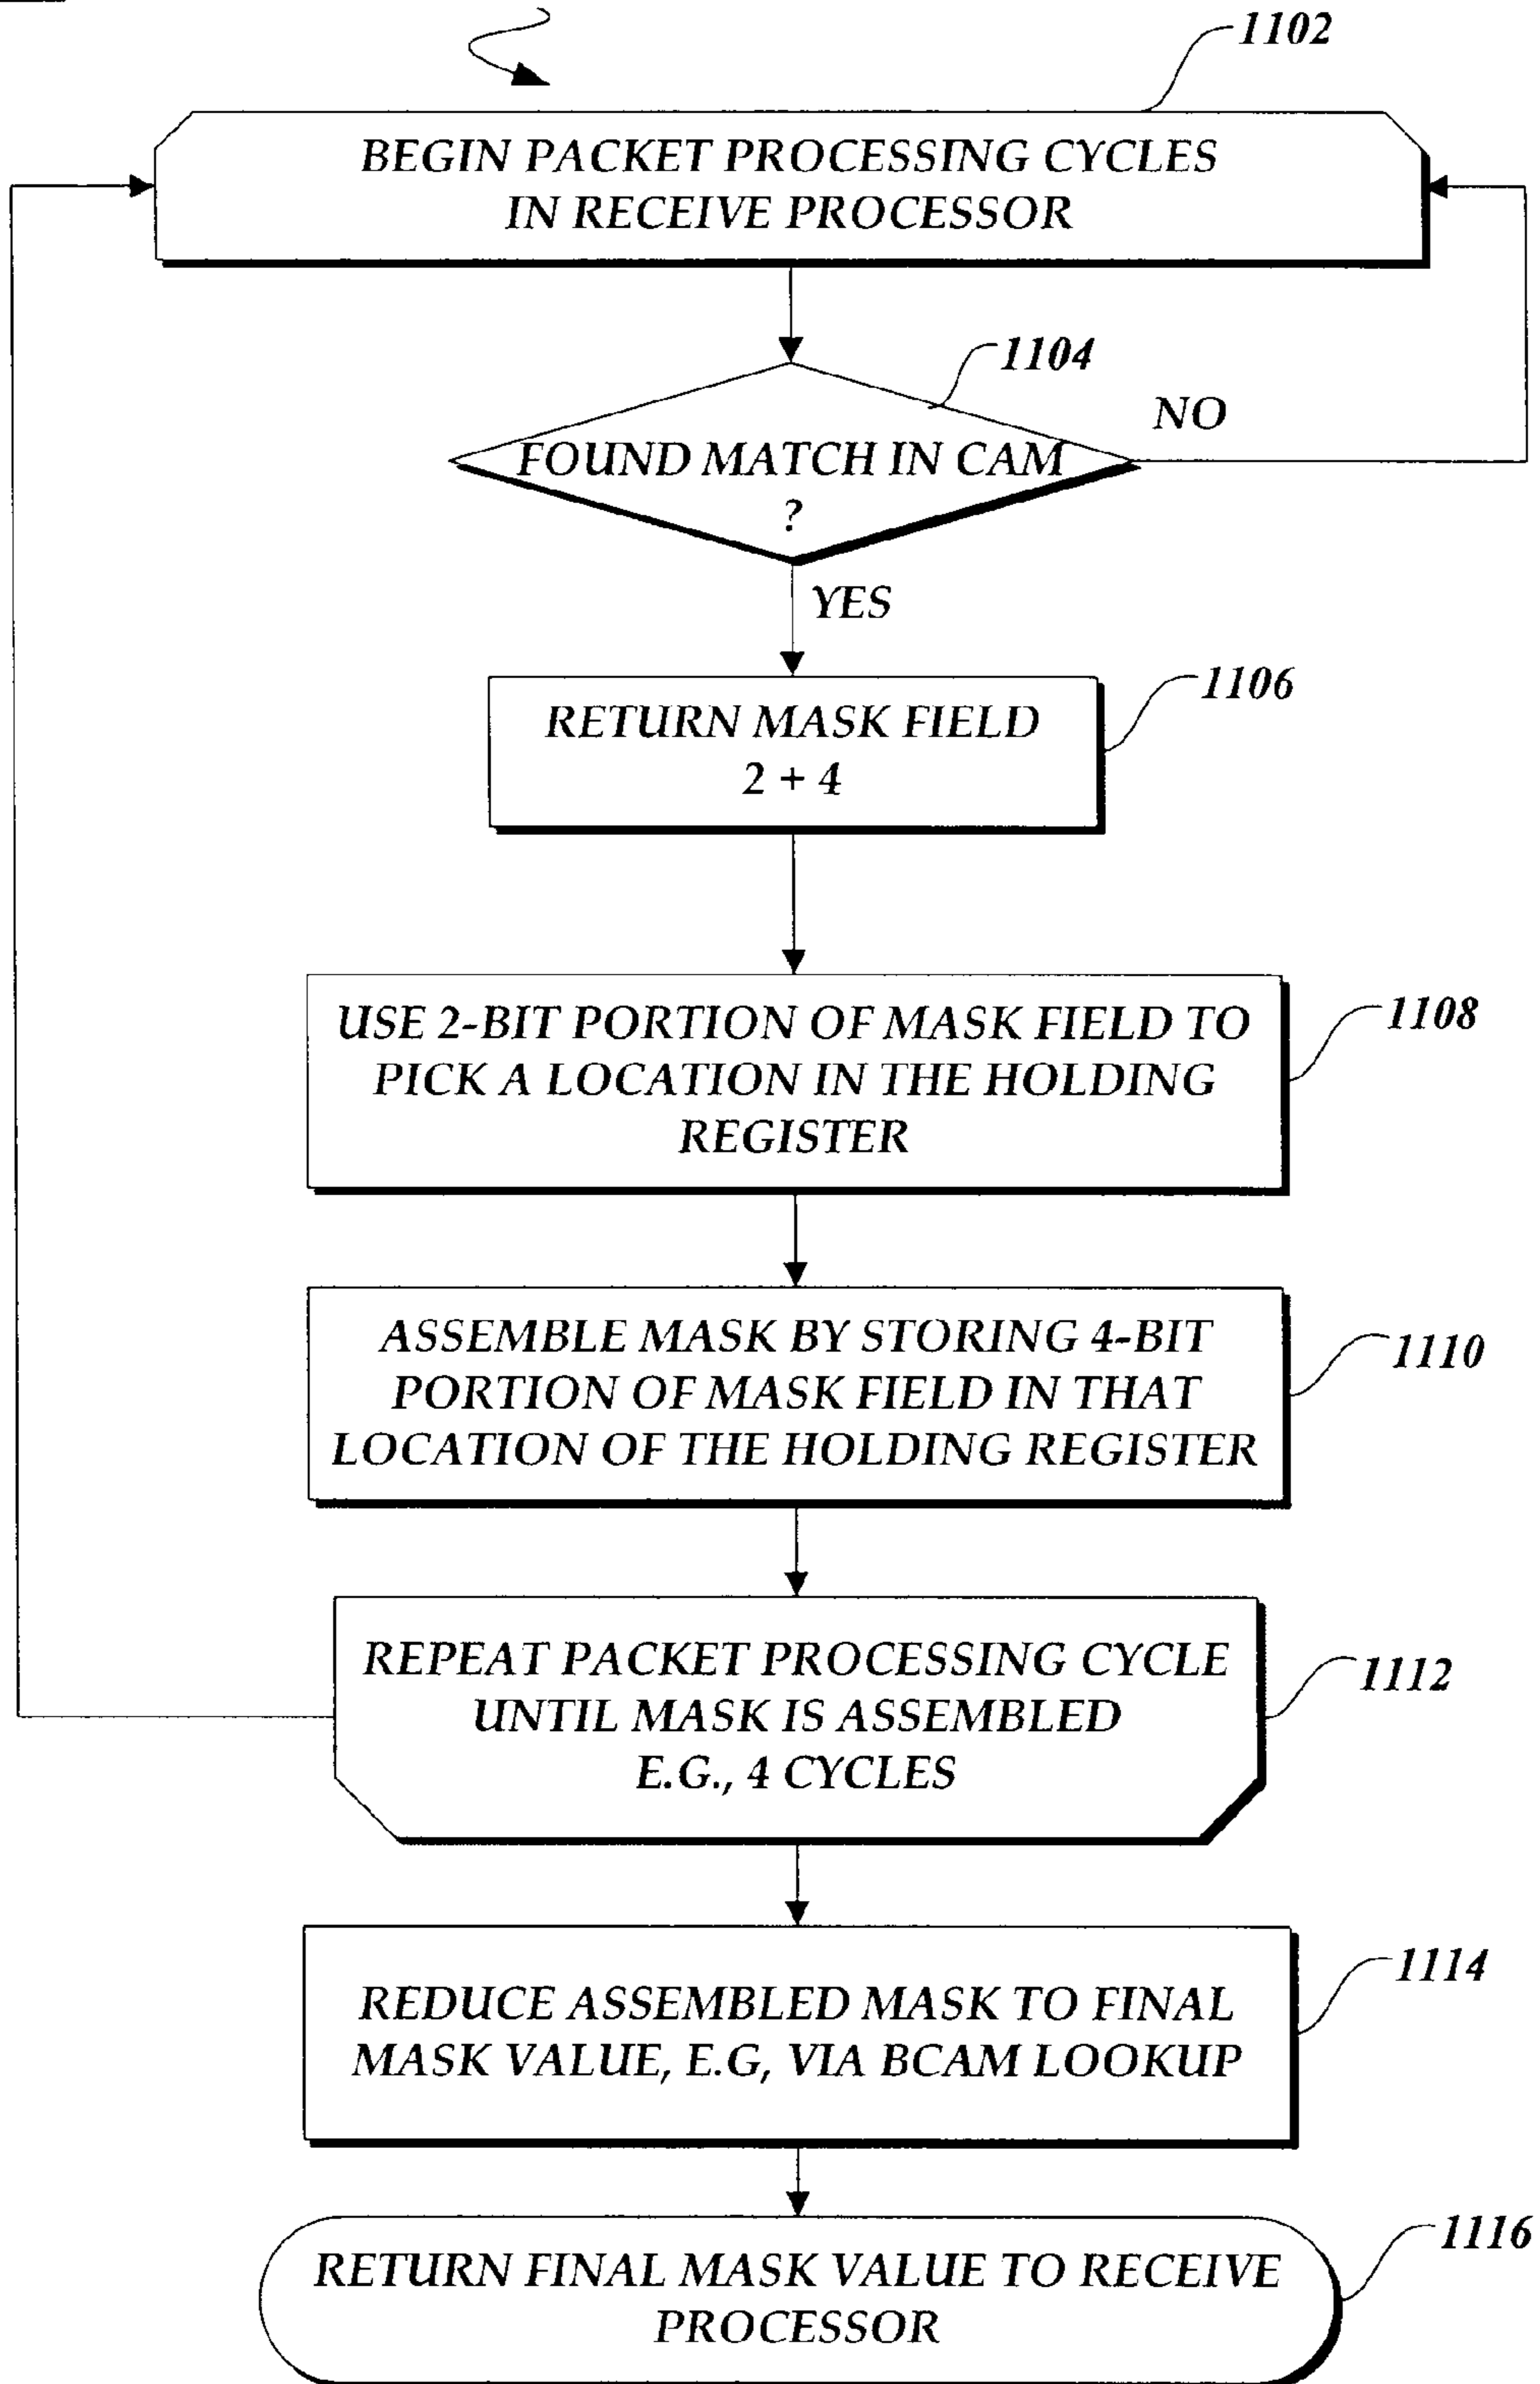 1102
BEGIN PACKET PROCESSING CYCLES
IN RECEIVE PROCESSOR
1104
NO
FOUND MATCH IN CAM
?
YES
1106
RETURN MASK FIELD
2 + 4
1108
USE 2-BIT PORTION OF MASK FIELD TO
PICK A LOCATION IN THE HOLDING
REGISTER
1110
ASSEMBLE MASK BY STORING 4-BIT
PORTION OF MASK FIELD IN THAT
LOCATION OF THE HOLDING REGISTER
1112
REPEAT PACKET PROCESSING CYCLE
UNTIL MASK IS ASSEMBLED
E.G., 4 CYCLES
1114
REDUCE ASSEMBLED MASK TO FINAL
MASK VALUE, E.G, VIA BCAM LOOKUP
1116
RETURN FINAL MASK VALUE TO RECEIVE
PROCESSOR